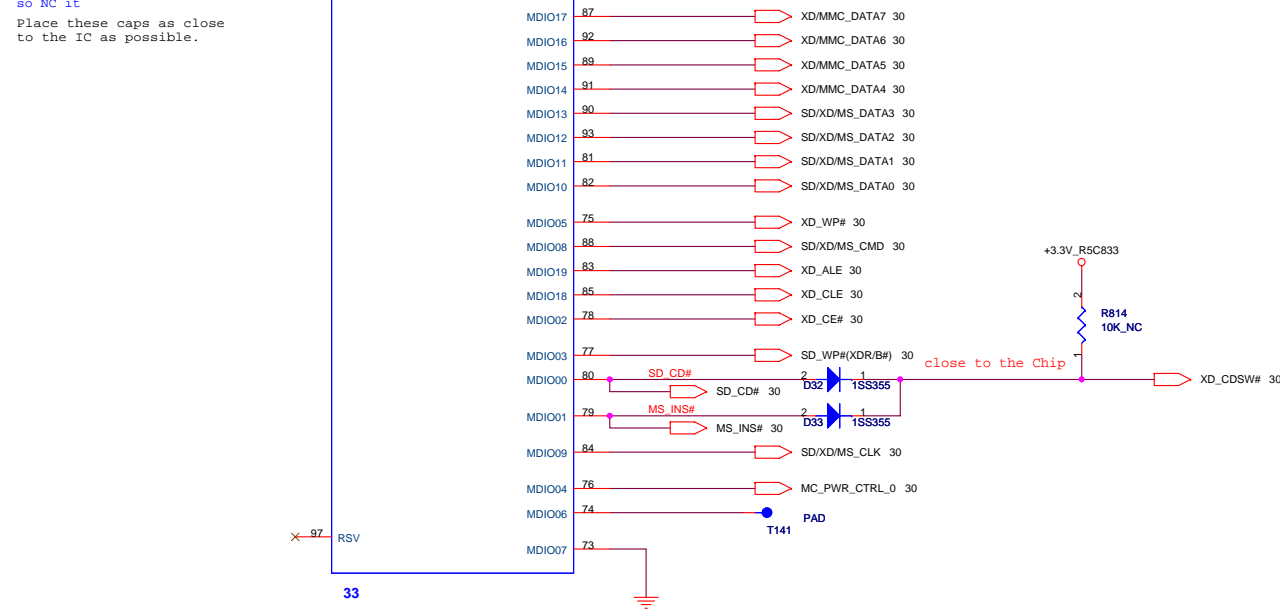 so NC it
Place these caps as close
to the IC as possible.
MDIO17 87 XD/MMC_DATA7 30
MDIO16 92 XD/MMC_DATA6 30
MDIO15 89 XD/MMC_DATA5 30
MDIO14 91 XD/MMC_DATA4 30
MDIO13 90 SD/XD/MS_DATA3 30
MDIO12 93 SD/XD/MS_DATA2 30
MDIO11 81 SD/XD/MS_DATA1 30
MDIO10 82 SD/XD/MS_DATA0 30
MDIO05 75 XD_WP# 30
MDIO08 88 SD/XD/MS_CMD 30
+3.3V_R5C833
MDIO19 83 XD_ALE 30
MDIO18 85 XD_CLE 30
2
R814
10K_NC
1
MDIO02 78 XD_CE# 30
MDIO03 77 SD_WP#(XDR/B#) 30
close to the Chip
MDIO00 80 SD_CD# 2 D32 1 1SS355 XD_CDSW# 30
SD_CD# 30
MDIO01 79 MS_INS# 2 D33 1 1SS355
MS_INS# 30
MDIO09 84 SD/XD/MS_CLK 30
MDIO04 76 MC_PWR_CTRL_0 30
MDIO06 74 T141 PAD
97 RSV
MDIO07 73
33